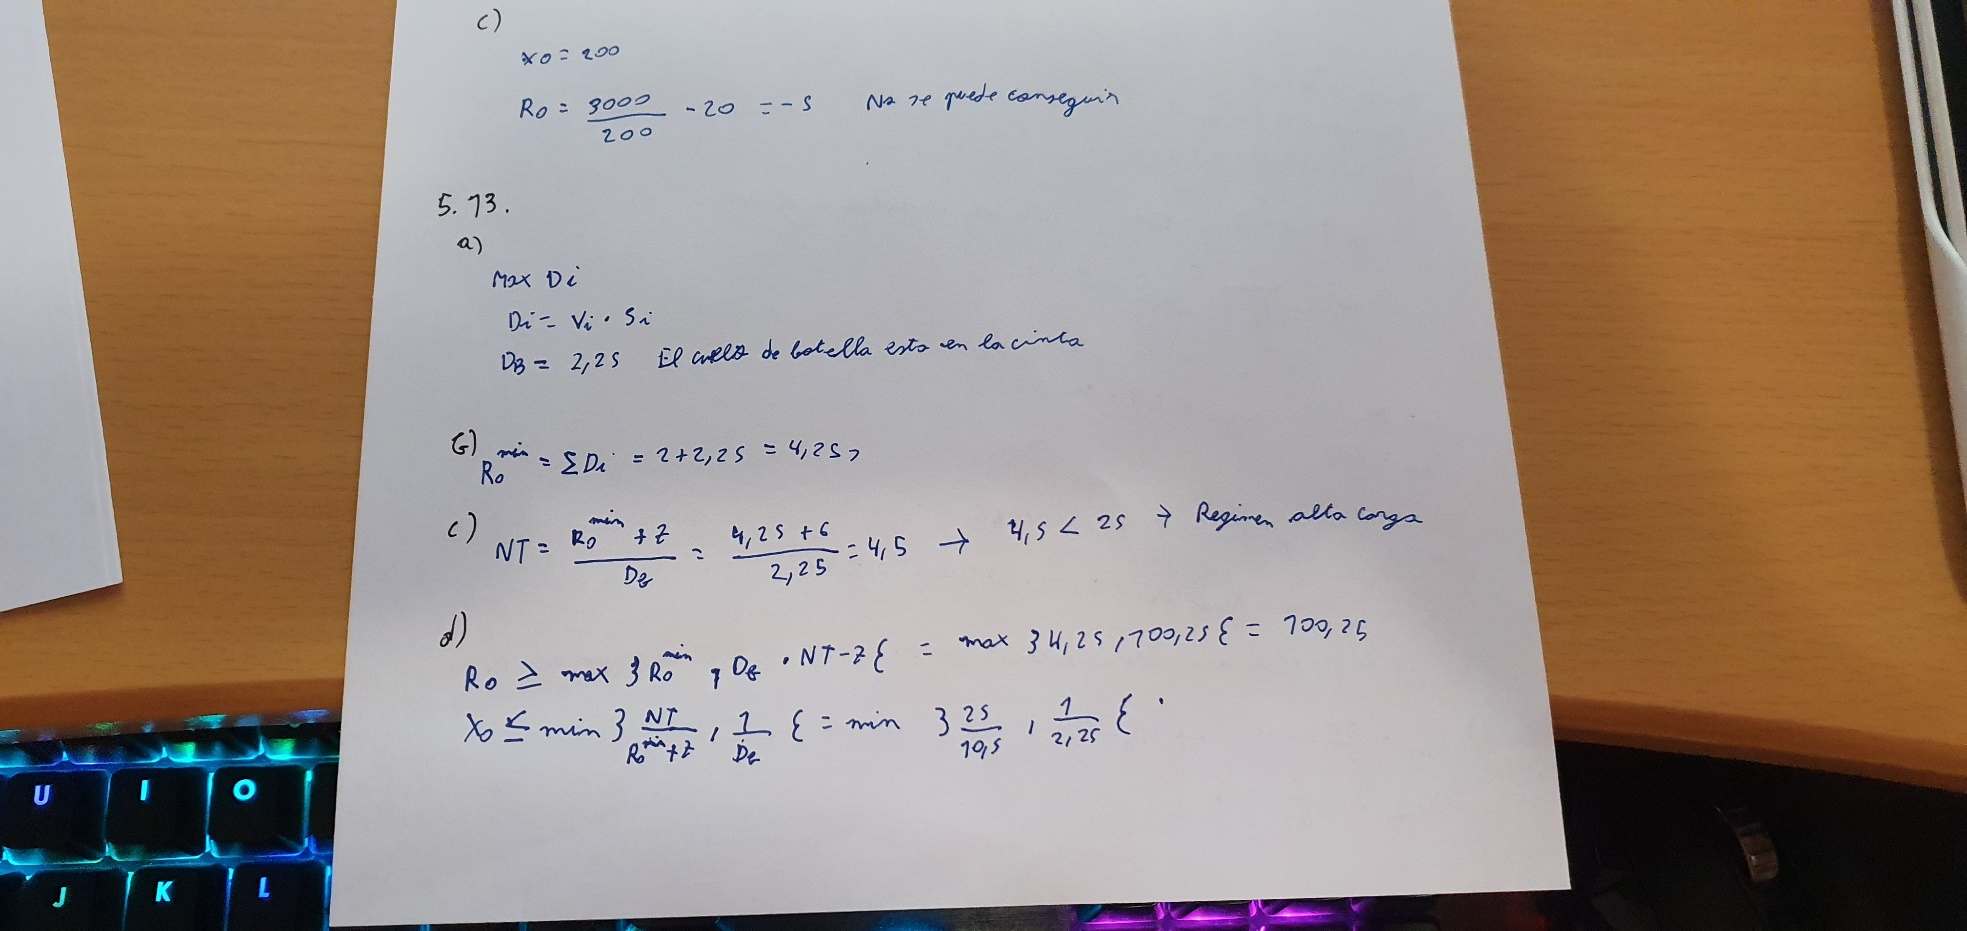 c)
x0 = 200
R0 = 3000/200 - 20 = -5 No se puede conseguir
5.13.
a)
Max Di
Di = Vi · Si
DB = 2,25 El cuello de botella esta en la cinta
b) R0^min = Σ Di = 2+2,25 = 4,25
c) NT = (R0^min + Z)/DB = (4,25 + 6)/2,25 = 4,5 → 4,5 < 25 → Regimen alta carga
d)
R0 ≥ max {R0^min, DB · NT - Z} = max {4,25, 100,25} = 100,25
X0 ≤ min {NT/(R0^min + Z), 1/DB} = min {25/10,5, 1/2,25}
U I O
J K L